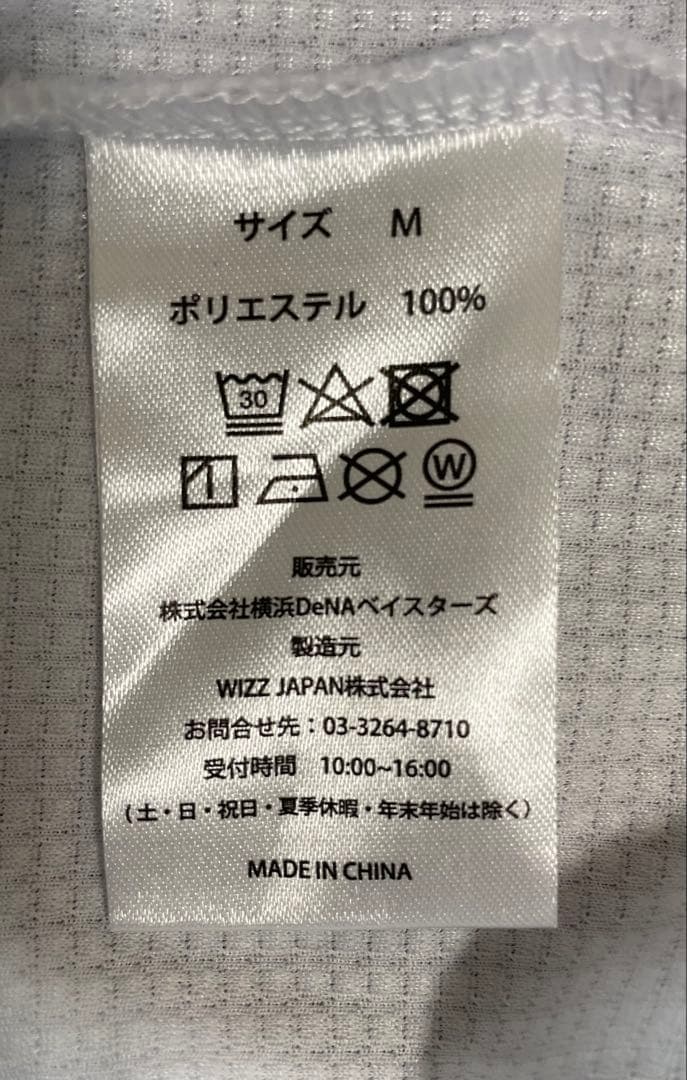 サイズ M
ポリエステル 100%
30
W
販売元
株式会社横浜DeNAベイスターズ
製造元
WIZZ JAPAN株式会社
お問合せ先：03-3264-8710
受付時間 10:00~16:00
(土・日・祝日・夏季休暇・年末年始は除く)
MADE IN CHINA